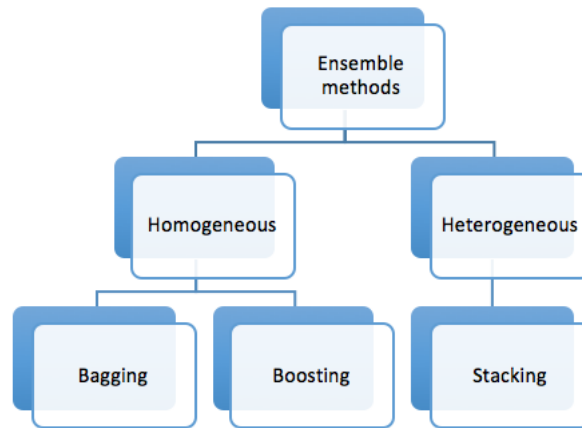 Ensemble
methods
Homogeneous
Heterogeneous
Bagging
Boosting
Stacking